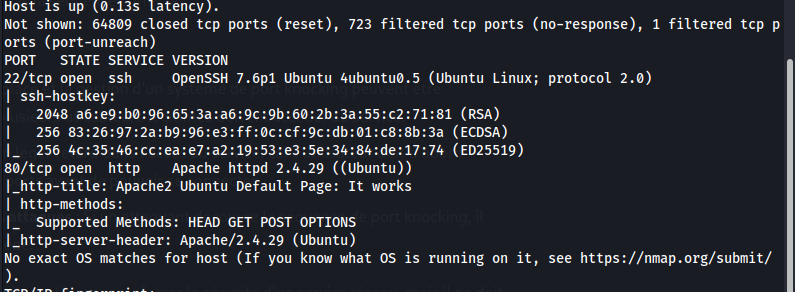 Host is up (0.13s latency).
Not shown: 64809 closed tcp ports (reset), 723 filtered tcp ports (no-response), 1 filtered tcp p
orts (port-unreach)
PORT   STATE SERVICE VERSION
22/tcp open  ssh     OpenSSH 7.6p1 Ubuntu 4ubuntu0.5 (Ubuntu Linux; protocol 2.0)
| ssh-hostkey:
|   2048 a6:e9:b0:96:65:3a:a6:9c:9b:60:2b:3a:55:c2:71:81 (RSA)
|   256 83:26:97:2a:b9:96:e3:ff:0c:cf:9c:db:01:c8:8b:3a (ECDSA)
|_  256 4c:35:46:cc:ea:e7:a2:19:53:e3:5e:34:84:de:17:74 (ED25519)
80/tcp open  http    Apache httpd 2.4.29 ((Ubuntu))
|_http-title: Apache2 Ubuntu Default Page: It works
| http-methods:
|_  Supported Methods: HEAD GET POST OPTIONS
|_http-server-header: Apache/2.4.29 (Ubuntu)
No exact OS matches for host (If you know what OS is running on it, see https://nmap.org/submit/
).
TCP/IP fingerprint: